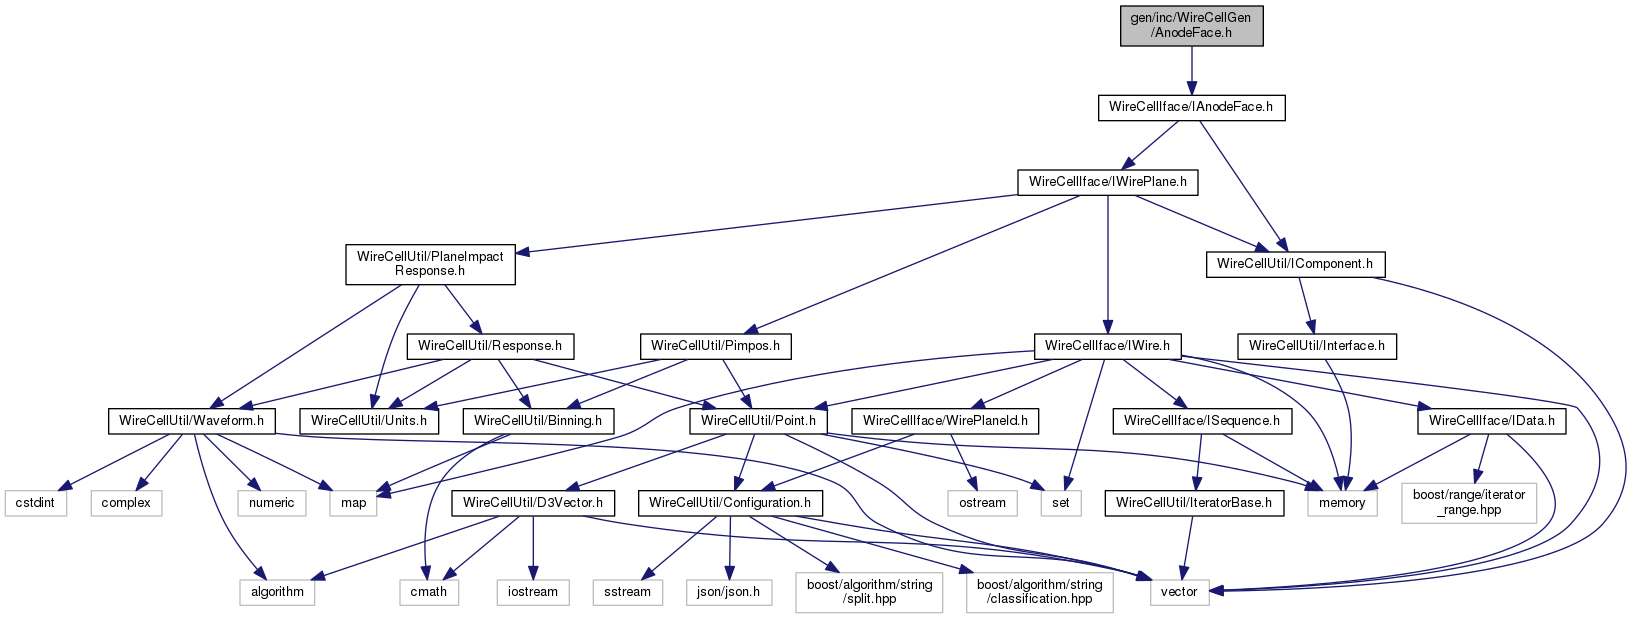 gen/inc/WireCellGen
/AnodeFace.h
WireCellIface/IAnodeFace.h
WireCellIface/IWirePlane.h
WireCellUtil/PlaneImpact
Response.h
WireCellUtil/IComponent.h
WireCellUtil/Response.h
WireCellUtil/Pimpos.h
WireCellIface/IWire.h
WireCellUtil/Interface.h
WireCellUtil/Waveform.h
WireCellUtil/Units.h
WireCellUtil/Binning.h
WireCellUtil/Point.h
WireCellIface/WirePlaneId.h
WireCellIface/ISequence.h
WireCellIface/IData.h
cstdint
complex
numeric
map
WireCellUtil/D3Vector.h
WireCellUtil/Configuration.h
ostream
set
WireCellUtil/IteratorBase.h
memory
boost/range/iterator
_range.hpp
algorithm
cmath
iostream
sstream
json/json.h
boost/algorithm/string
/split.hpp
boost/algorithm/string
/classification.hpp
vector